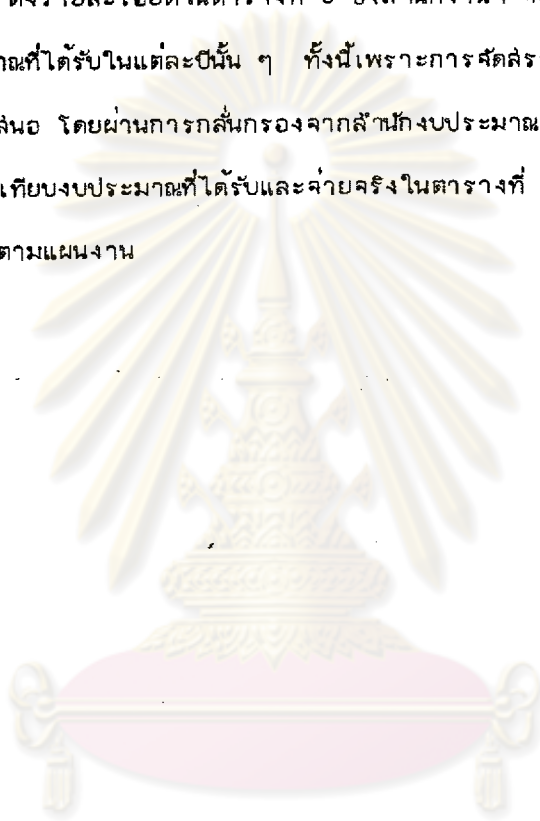 ณที่ได้รับในแต่ละปีนั้น ๆ ทั้งนี้เพราะการจัดสร
สนอ โดยผ่านการกลั่นกรองจากสำนักงบประมาณ
เทียบงบประมาณที่ได้รับและจ่ายจริงในตารางที่
ตามแผนงาน